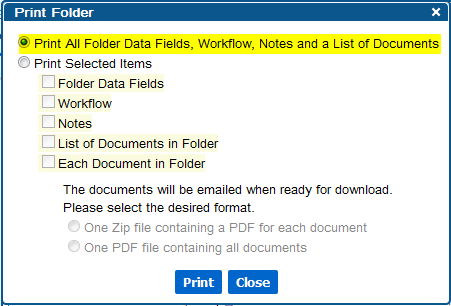 Print Folder
Print All Folder Data Fields, Workflow, Notes and a List of Documents
Print Selected Items
Folder Data Fields
Workflow
Notes
List of Documents in Folder
Each Document in Folder
The documents will be emailed when ready for download.
Please select the desired format.
One Zip file containing a PDF for each document
One PDF file containing all documents
Print Close